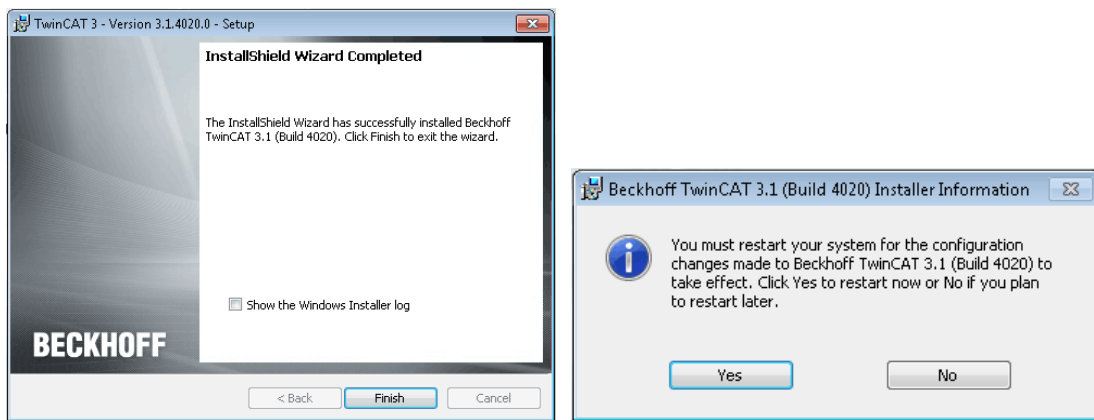 TwinCAT 3 - Version 3.1.4020.0 - Setup
InstallShield Wizard Completed
The InstallShield Wizard has successfully installed Beckhoff
TwinCAT 3.1 (Build 4020). Click Finish to exit the wizard.
Show the Windows Installer log
BECKHOFF
< Back
Finish
Cancel
Beckhoff TwinCAT 3.1 (Build 4020) Installer Information
You must restart your system for the configuration
changes made to Beckhoff TwinCAT 3.1 (Build 4020) to
take effect. Click Yes to restart now or No if you plan
to restart later.
Yes
No